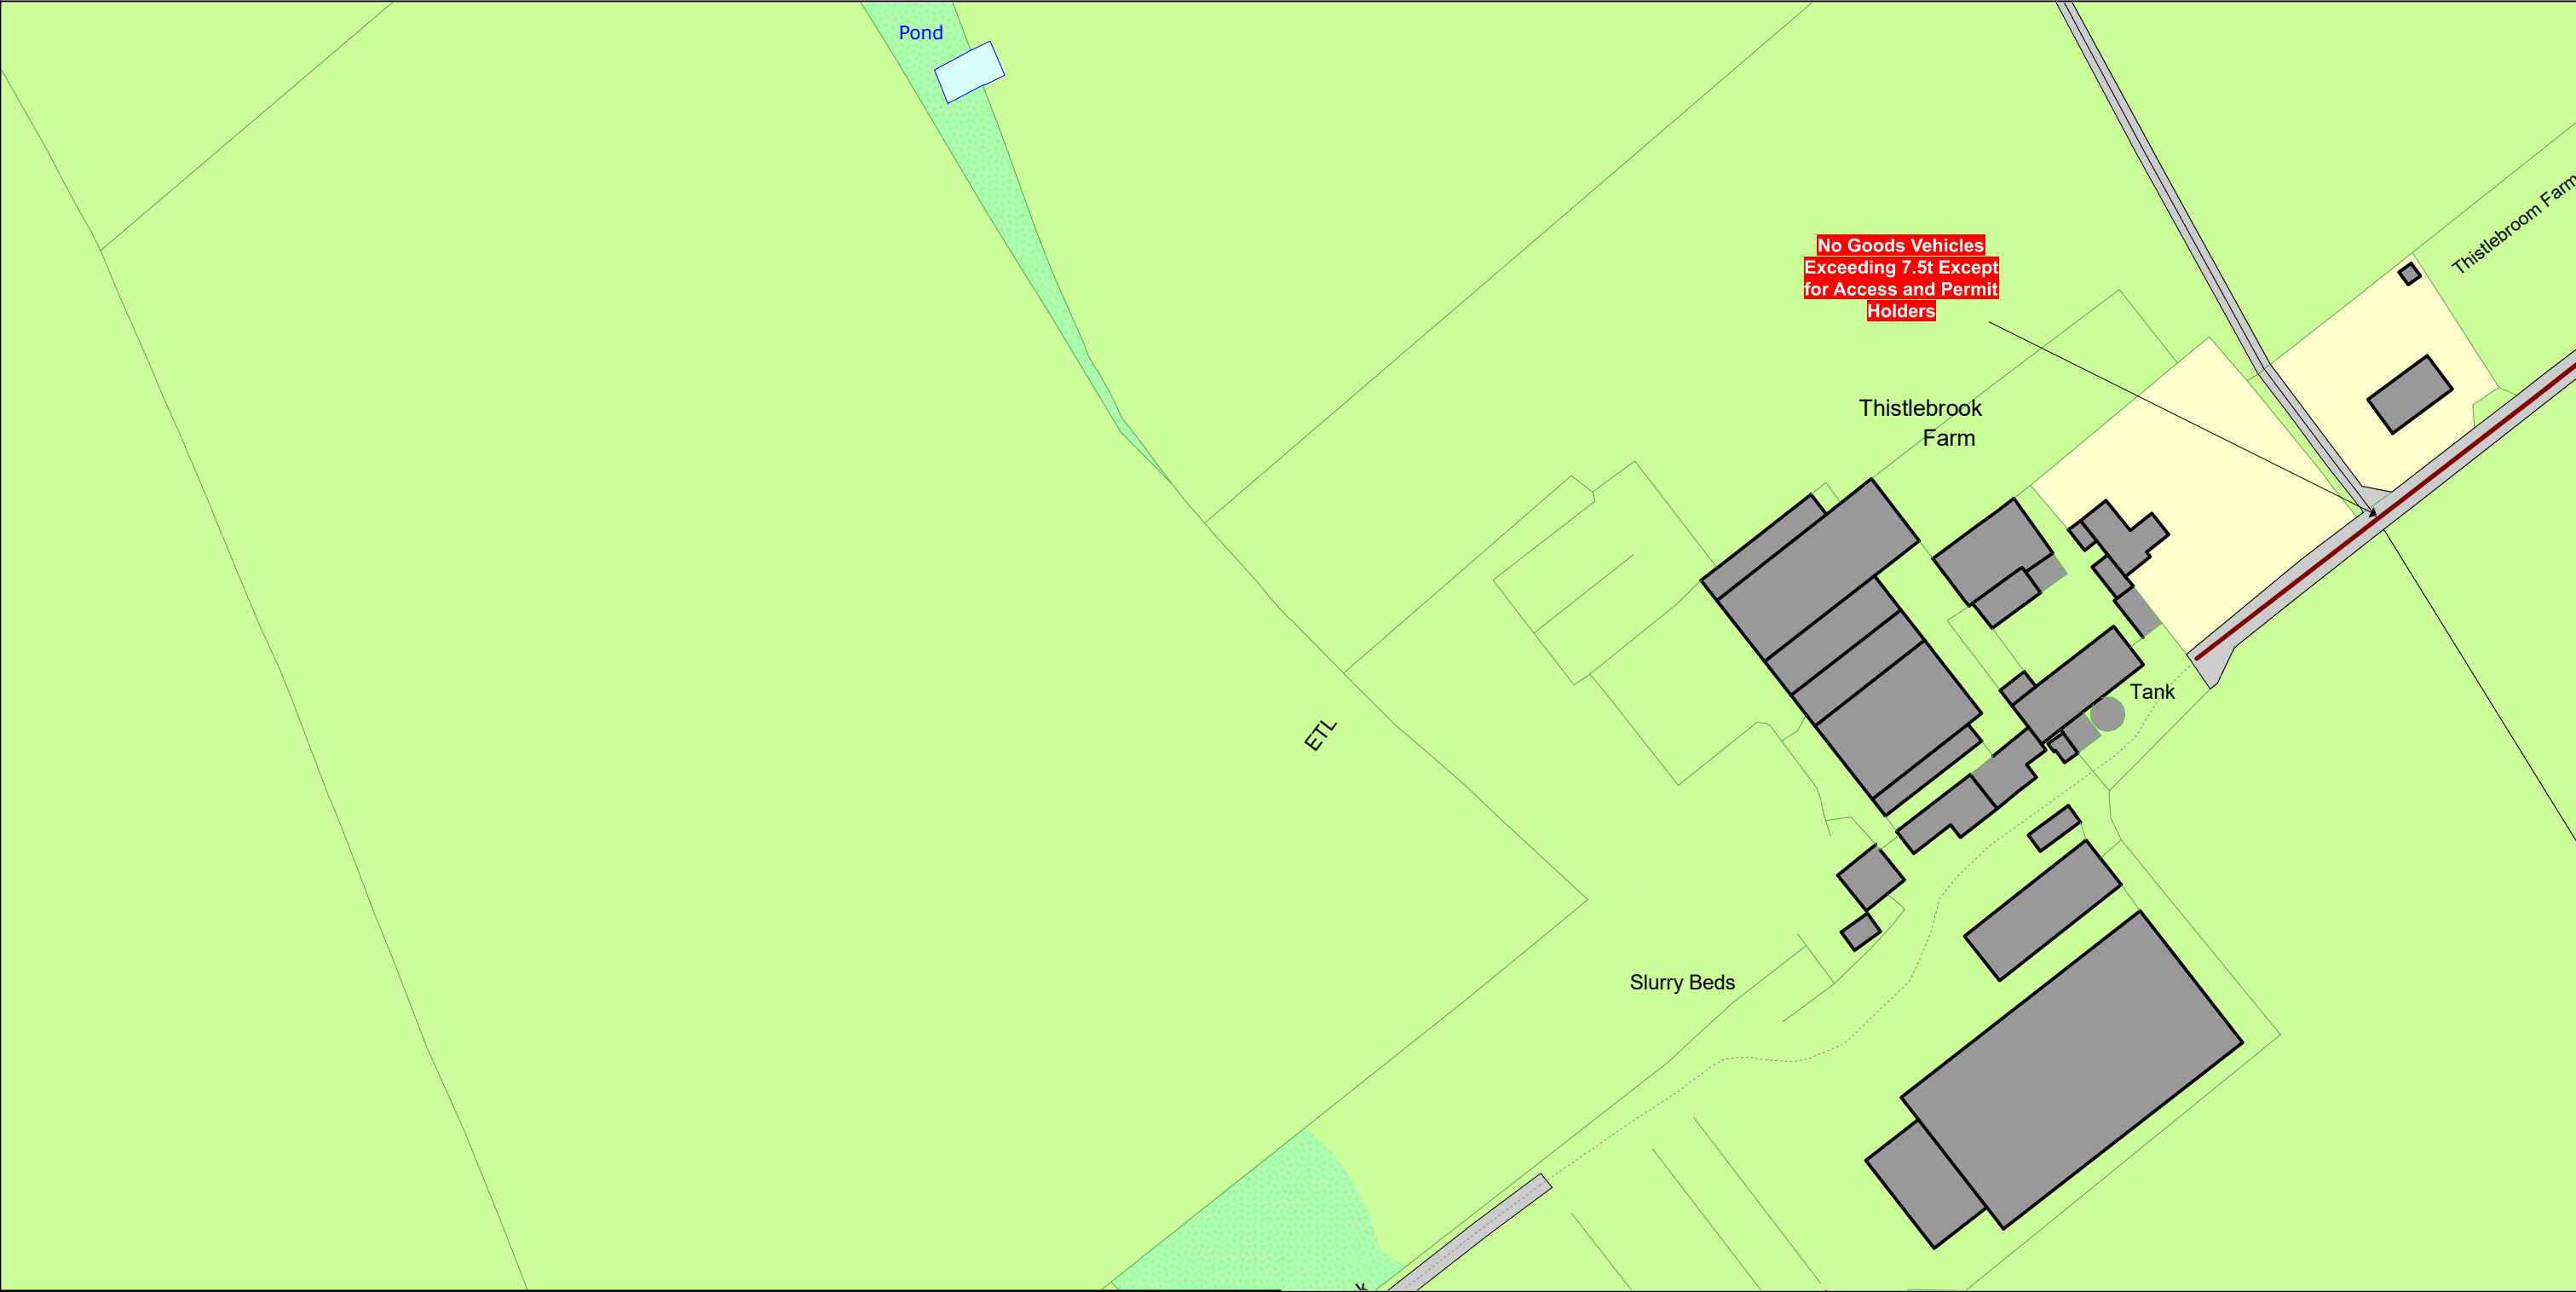 Pond
Thistlebroom Farm
No Goods Vehicles
Exceeding 7.5t Except
for Access and Permit
Holders
Thistlebrook
Farm
Tank
ETL
Slurry Beds